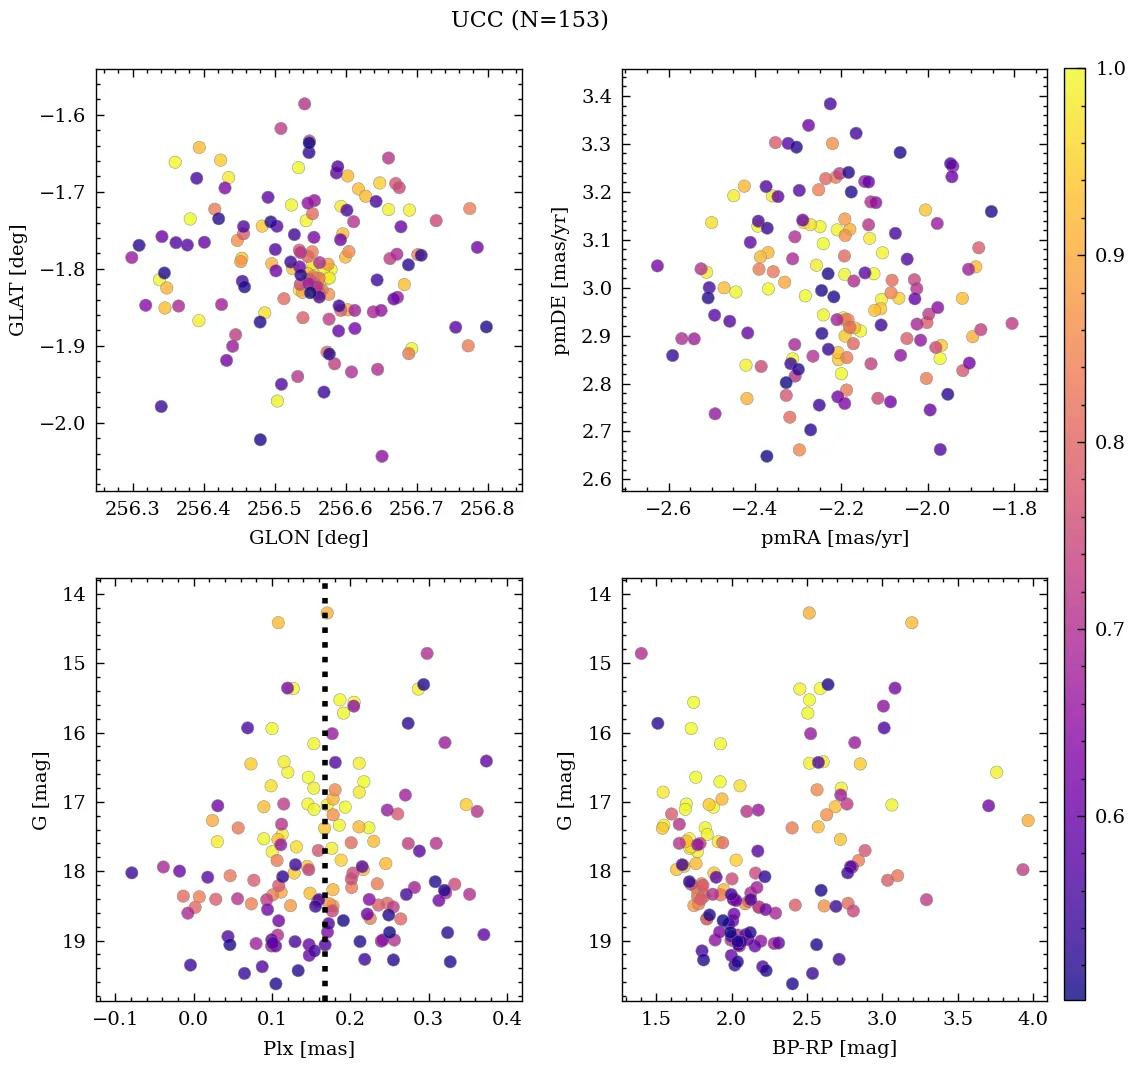 UCC (N=153)
−1.6
−1.7
−1.8
−1.9
−2.0
GLAT [deg]
256.3 256.4 256.5 256.6 256.7 256.8
GLON [deg]
3.4
3.3
3.2
3.1
3.0
2.9
2.8
2.7
2.6
pmDE [mas/yr]
−2.6 −2.4 −2.2 −2.0 −1.8
pmRA [mas/yr]
1.0
0.9
0.8
0.7
0.6
14
15
16
17
18
19
G [mag]
−0.1 0.0 0.1 0.2 0.3 0.4
Plx [mas]
14
15
16
17
18
19
G [mag]
1.5 2.0 2.5 3.0 3.5 4.0
BP-RP [mag]